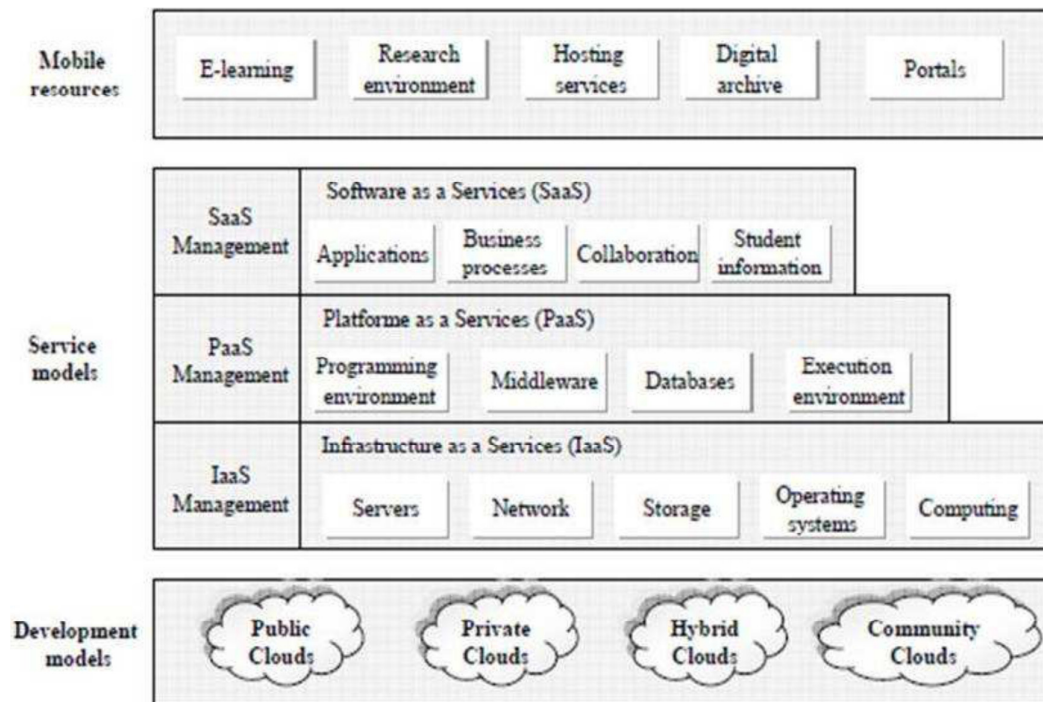 Mobile
resources
E-learning
Research
environment
Hosting
services
Digital
archive
Portals
Service
models
SaaS
Management
Software as a Services (SaaS)
Applications
Business
processes
Collaboration
Student
information
PaaS
Management
Platforme as a Services (PaaS)
Programming
environment
Middleware
Databases
Execution
environment
IaaS
Management
Infrastructure as a Services (IaaS)
Servers
Network
Storage
Operating
systems
Computing
Development
models
Public
Clouds
Private
Clouds
Hybrid
Clouds
Community
Clouds